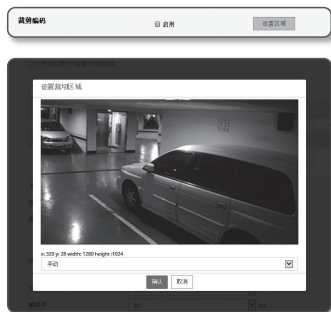 裁剪编码
启用
设置区域
设置裁切区域
x: 320 y: 28 width: 1280 height :1024
手动
确认
取消